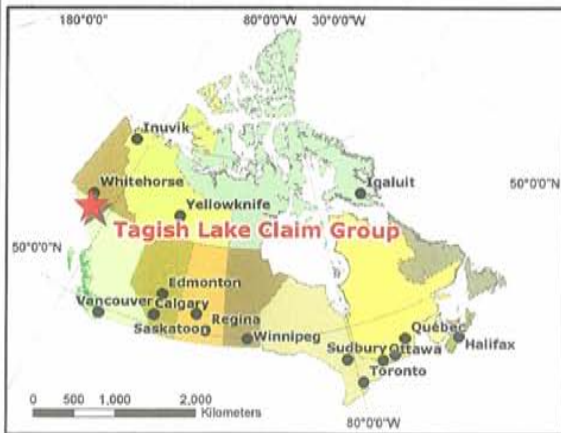 180°0'0" 80°0'0"W 30°0'0"W
Inuvik
Whitehorse
Igaluit
50°0'0"W
Yellowknife
Tagish Lake Claim Group
50°0'0"W
Edmonton
Vancouver
Calgary
Saskatoon
Regina
Winnipeg
Québec
Sudbury
Ottawa
Halifax
Toronto
0 500 1,000 2,000
Kilometers
80°0'0"W